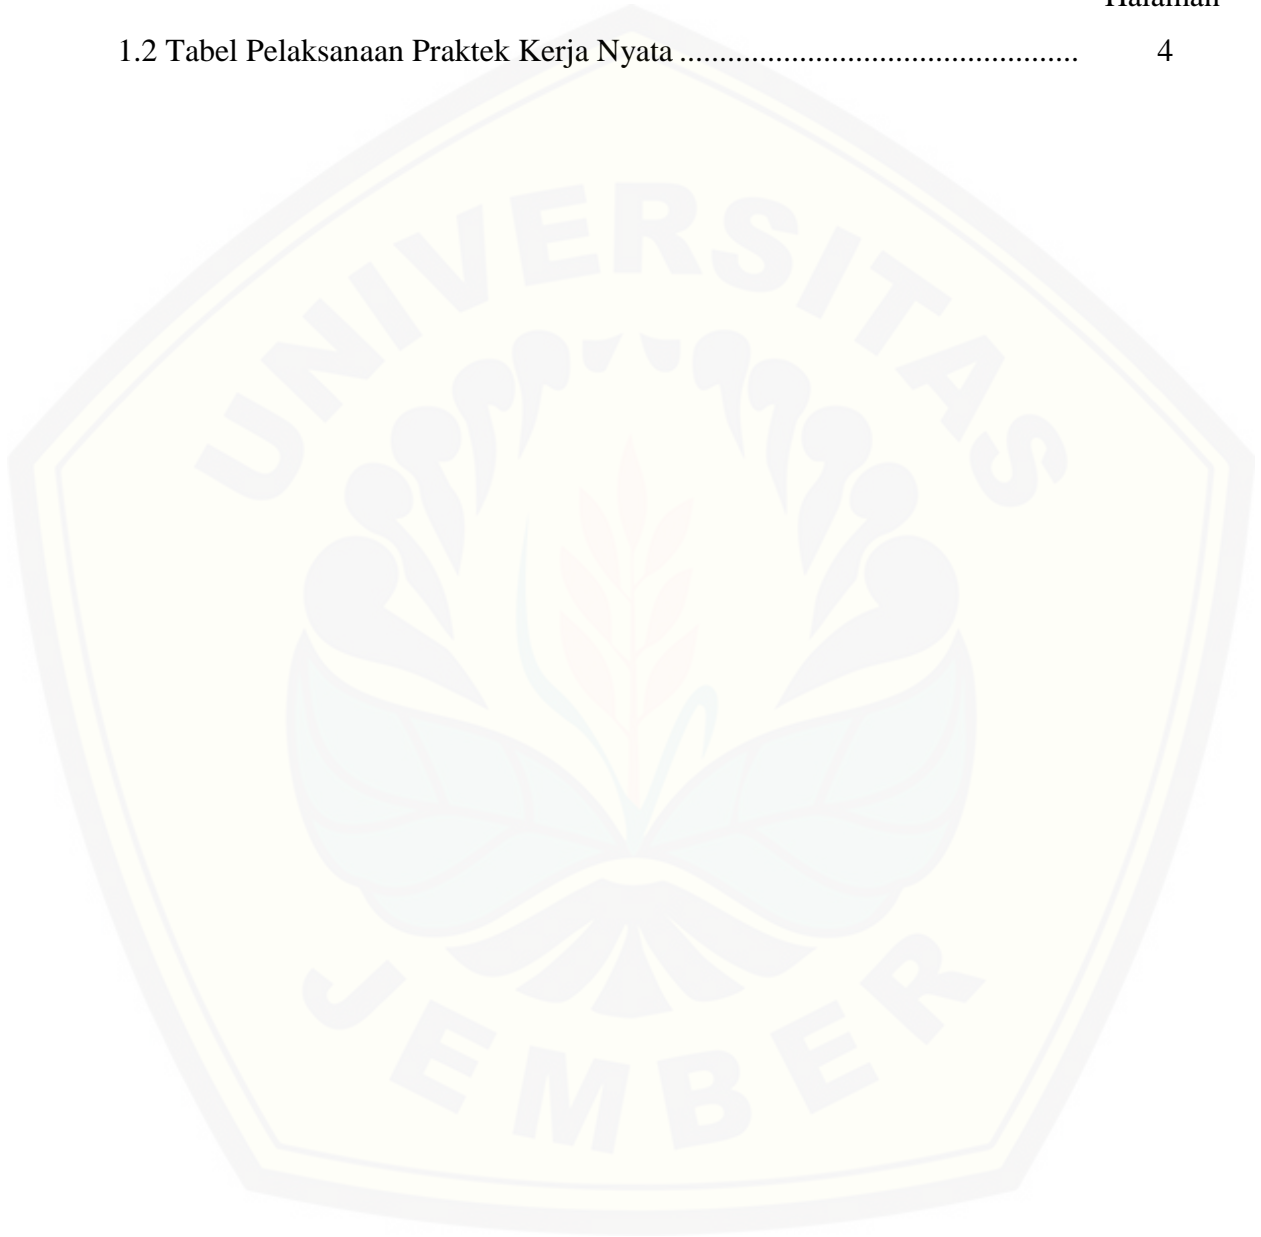 Halaman
1.2 Tabel Pelaksanaan Praktek Kerja Nyata ................................................. 4
UNIVERSITAS
JEMBER